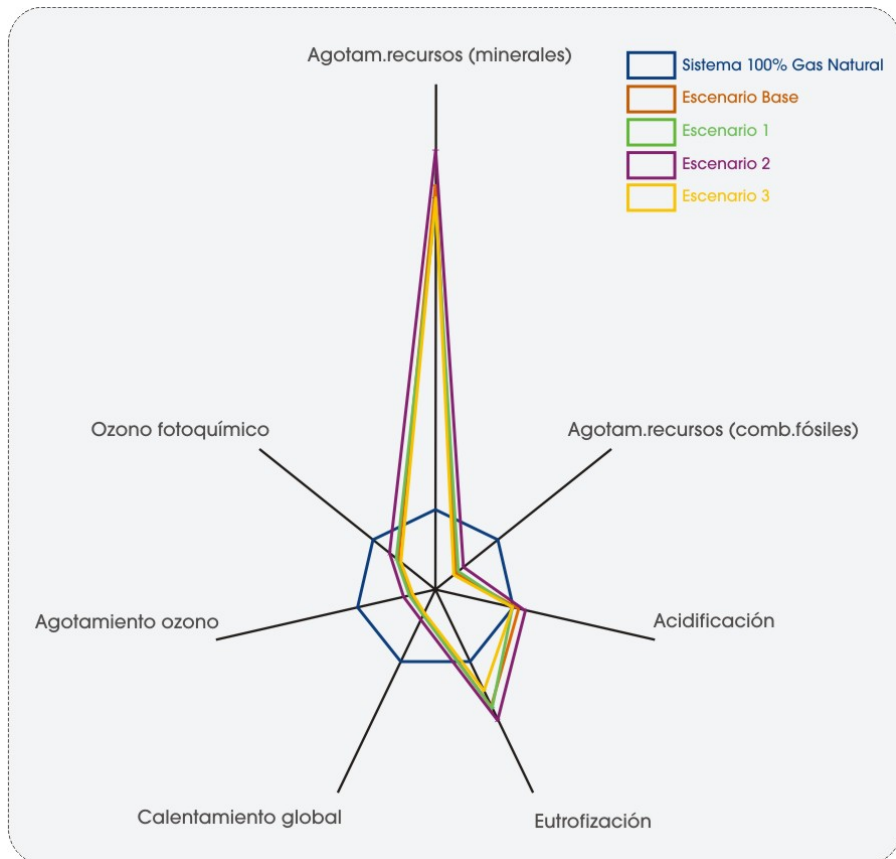 Agotam.recursos (minerales)
Sistema 100% Gas Natural
Escenario Base
Escenario 1
Escenario 2
Escenario 3
Ozono fotoquímico
Agotam.recursos (comb.fósiles)
Agotamiento ozono
Acidificación
Calentamiento global
Eutrofización